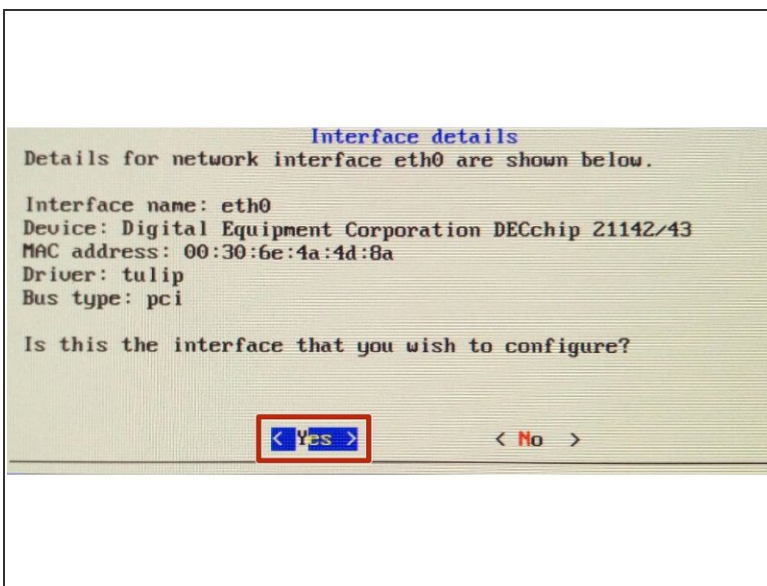 Interface details
Details for network interface eth0 are shown below.
Interface name: eth0
Device: Digital Equipment Corporation DECchip 21142/43
MAC address: 00:30:6e:4a:4d:8a
Driver: tulip
Bus type: pci
Is this the interface that you wish to configure?
< Yes > < No >